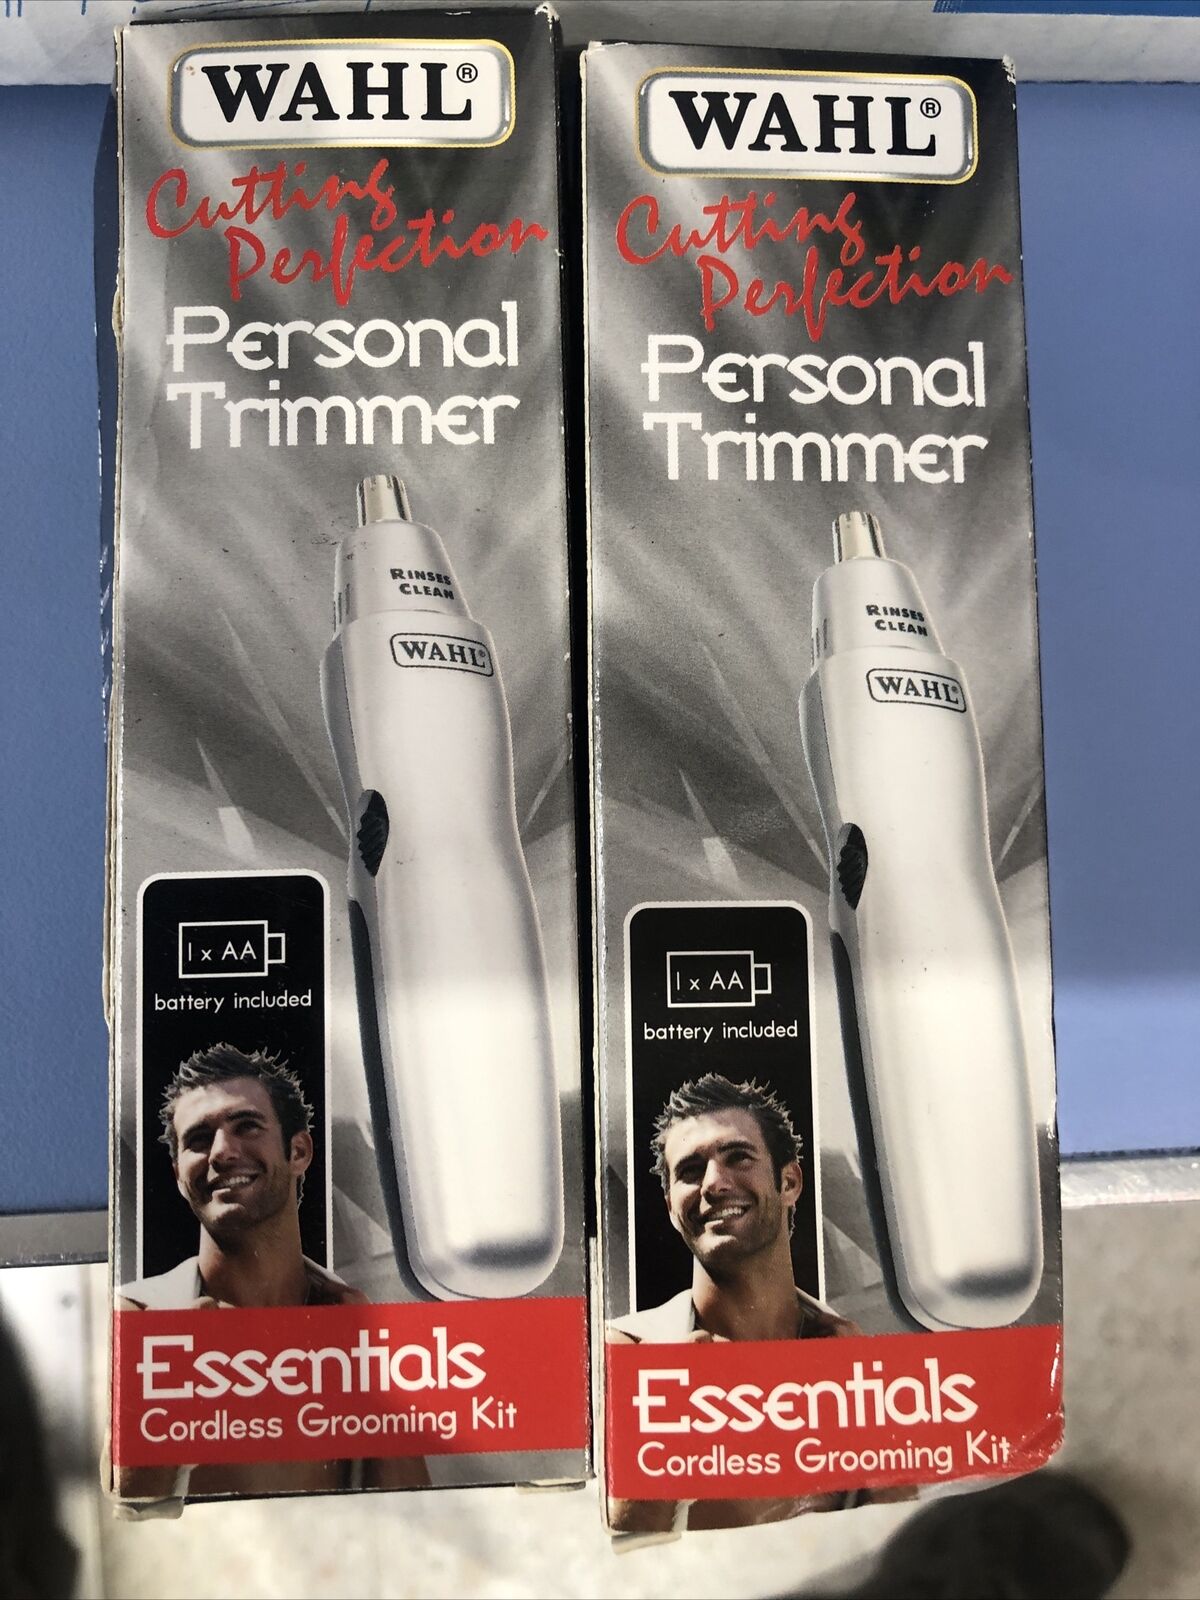 WAHL®
Cutting
Perfection
Personal
Trimmer
RINSES
CLEAN
WAHL®
1 x AA
battery included
Essentials
Cordless Grooming Kit
WAHL®
Cutting
Perfection
Personal
Trimmer
RINSES
CLEAN
WAHL®
1 x AA
battery included
Essentials
Cordless Grooming Kit